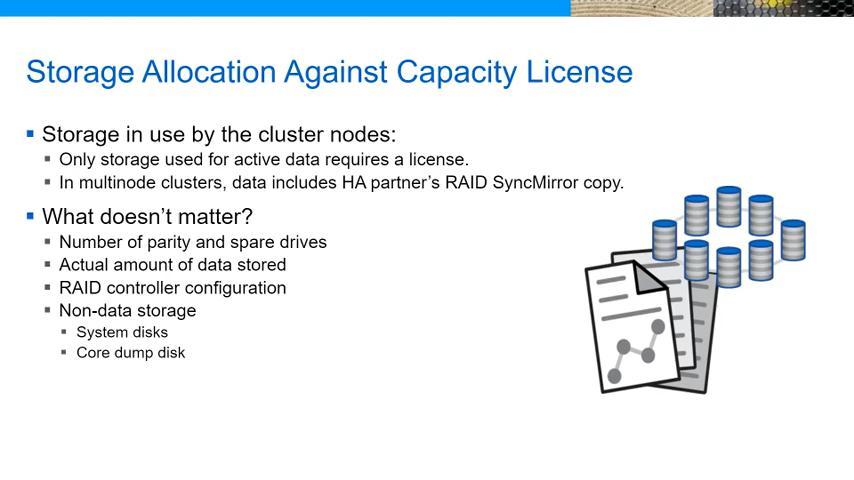 Storage Allocation Against Capacity License
Storage in use by the cluster nodes:
Only storage used for active data requires a license.
In multinode clusters, data includes HA partner’s RAID SyncMirror copy.
What doesn’t matter?
Number of parity and spare drives
Actual amount of data stored
RAID controller configuration
Non-data storage
System disks
Core dump disk